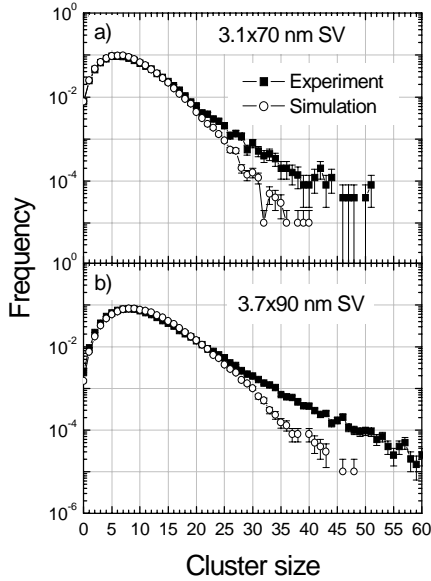 a) 3.1x70 nm SV
Experiment
Simulation
10^0
10^-2
10^-4
10^0
b) 3.7x90 nm SV
10^-2
10^-4
10^-6
0 5 10 15 20 25 30 35 40 45 50 55 60
Frequency
Cluster size